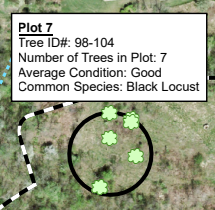 Plot 7
Tree ID#: 98-104
Number of Trees in Plot: 7
Average Condition: Good
Common Species: Black Locust